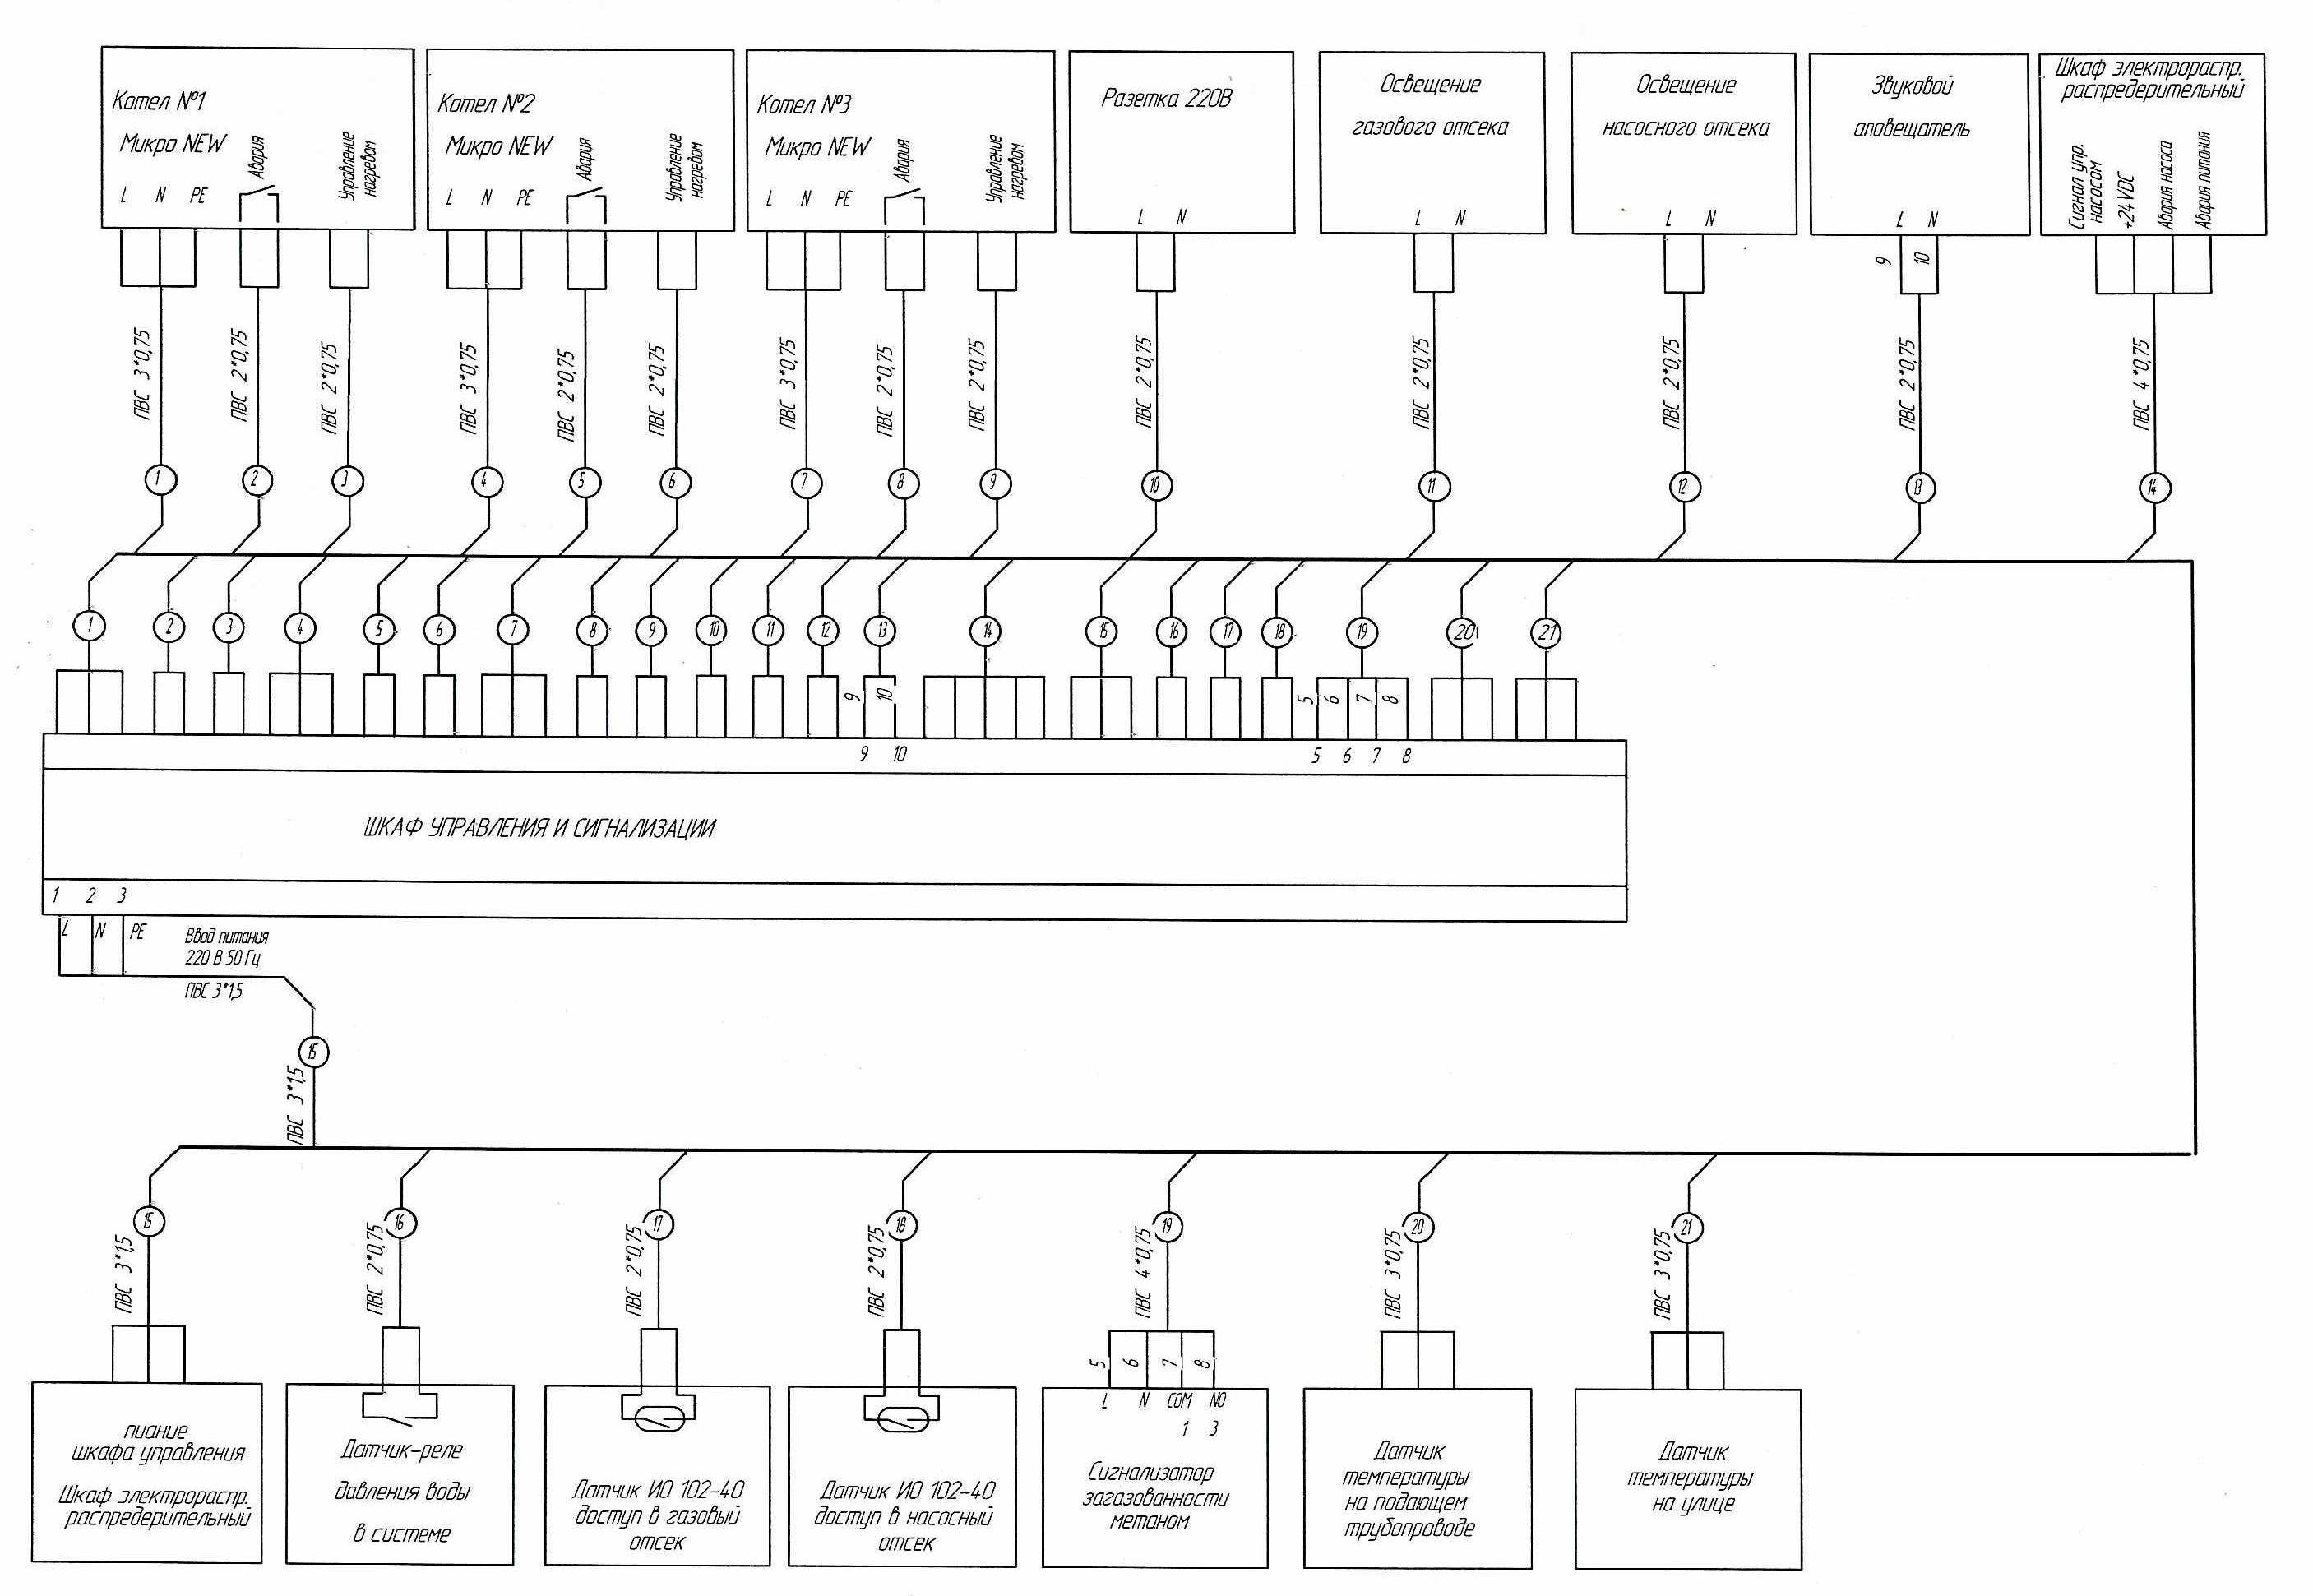 Котел №1
Микро NEW
L N PE
Авария
Управление
нагревом
Котел №2
Микро NEW
L N PE
Авария
Управление
нагревом
Котел №3
Микро NEW
L N PE
Авария
Управление
нагревом
Разетка 220В
L N
Освещение
газового отсека
L N
Освещение
насосного отсека
L N
Звуковой
аповещатель
L N
9 10
Шкаф электрораспр.
распредерительный
Сигнал упр.
насасом
+24VDC
Авария насоса
Авария питания
ПВС 3*0,75
ПВС 2*0,75
ПВС 2*0,75
ПВС 3*0,75
ПВС 2*0,75
ПВС 2*0,75
ПВС 3*0,75
ПВС 2*0,75
ПВС 2*0,75
ПВС 2*0,75
ПВС 2*0,75
ПВС 2*0,75
ПВС 2*0,75
ПВС 4*0,75
1 2 3 4 5 6 7 8 9 10 11 12 13 14
1 2 3 4 5 6 7 8 9 10 11 12 13 14 15 16 17 18 19 20 21
9 10 5 6 7 8
9 10 5 6 7 8
ШКАФ УПРАВЛЕНИЯ И СИГНАЛИЗАЦИИ
1 2 3
L N PE
Ввод питания
220 В 50 Гц
ПВС 3*1,5
15
ПВС 3*1,5
15 16 17 18 19 20 21
ПВС 3*1,5
ПВС 2*0,75
ПВС 2*0,75
ПВС 2*0,75
ПВС 4*0,75
ПВС 3*0,75
ПВС 3*0,75
пиание
шкафа управления
Шкаф электрораспр.
распредерительный
Датчик-реле
давления воды
в системе
Датчик ИО 102-40
доступ в газовый
отсек
Датчик ИО 102-40
доступ в насосный
отсек
5 6 7 8
L N COM NO
1 3
Сигнализатор
загазованности
метаном
Датчик
температуры
на подающем
трубопроводе
Датчик
температуры
на улице